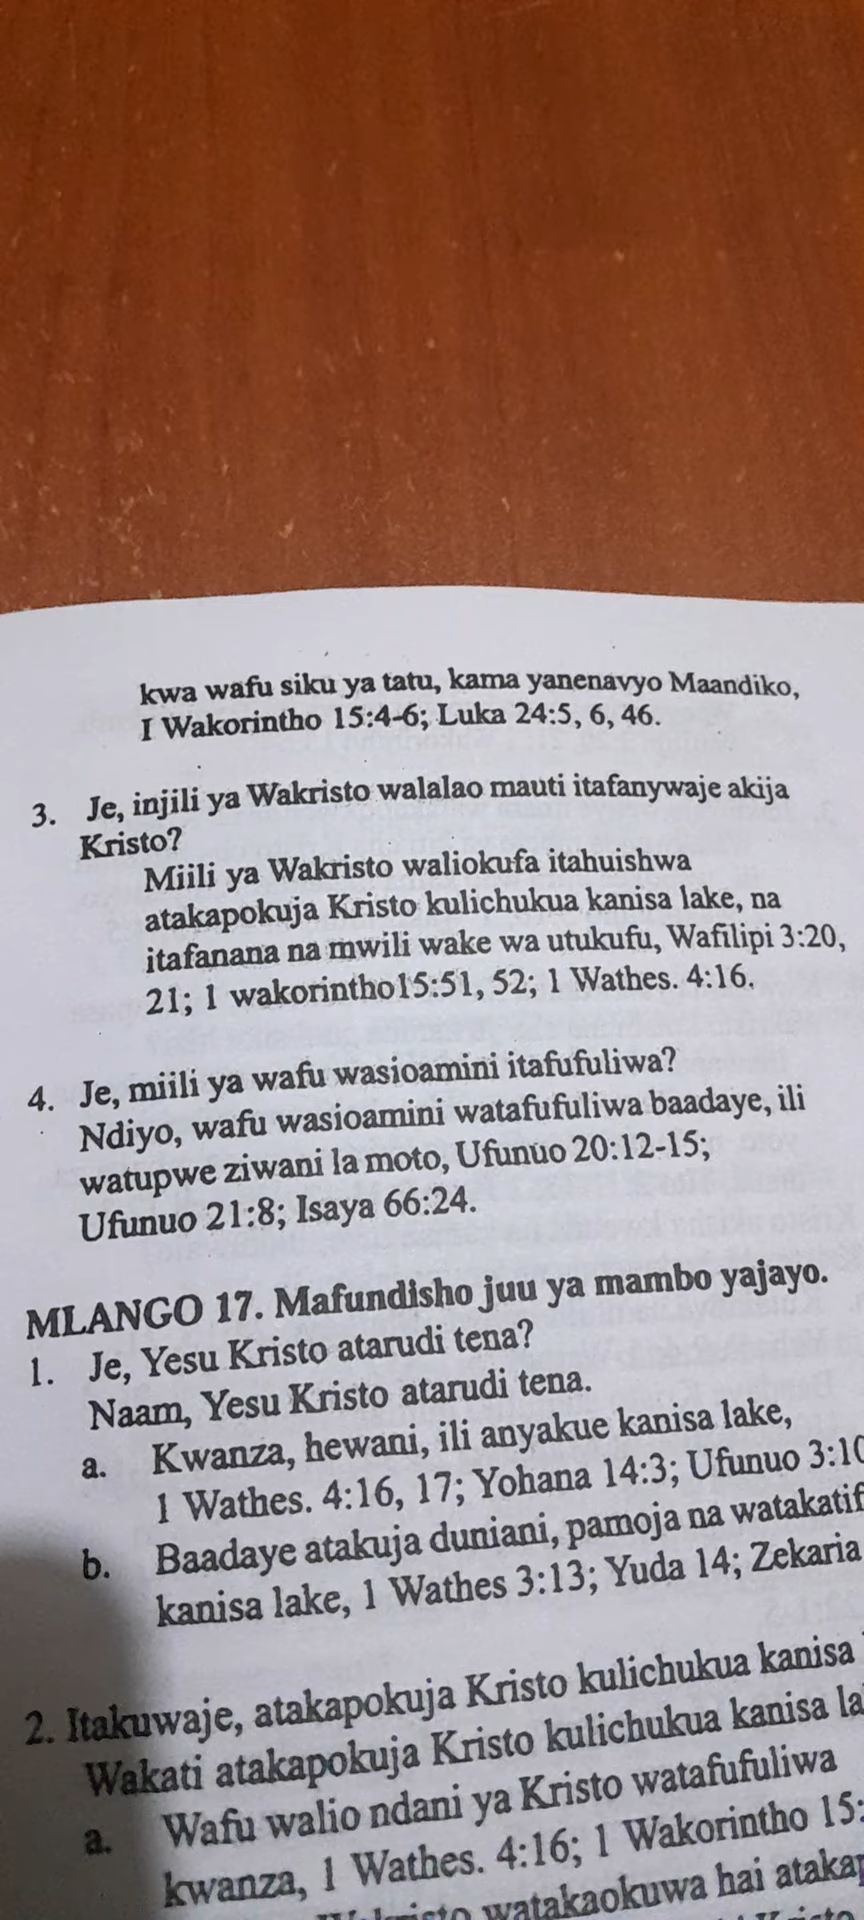 kwa wafu siku ya tatu, kama yanenavyo Maandiko,
I Wakorintho 15:4-6; Luka 24:5, 6, 46.
3. Je, injili ya Wakristo walalao mauti itafanywaje akija
Kristo?
Miili ya Wakristo waliokufa itahuishwa
atakapokuja Kristo kulichukua kanisa lake, na
itafanana na mwili wake wa utukufu, Wafilipi 3:20,
21; 1 wakorintho15:51, 52; 1 Wathes. 4:16.
4. Je, miili ya wafu wasioamini itafufuliwa?
Ndiyo, wafu wasioamini watafufuliwa baadaye, ili
watupwe ziwani la moto, Ufunuo 20:12-15;
Ufunuo 21:8; Isaya 66:24.
MLANGO 17. Mafundisho juu ya mambo yajayo.
1. Je, Yesu Kristo atarudi tena?
Naam, Yesu Kristo atarudi tena.
a. Kwanza, hewani, ili anyakue kanisa lake,
1 Wathes. 4:16, 17; Yohana 14:3; Ufunuo 3:10
b. Baadaye atakuja duniani, pamoja na
kanisa lake, 1 Wathes 3:13; Yuda 14; Zekaria
2. Itakuwaje, atakapokuja Kristo kulichukua kanisa
Wakati atakapokuja Kristo kulichukua kanisa
a. Wafu walio ndani ya Kristo watafufuliwa
kwanza, 1 Wathes. 4:16; 1 Wakorintho 15:
watakaokuwa hai